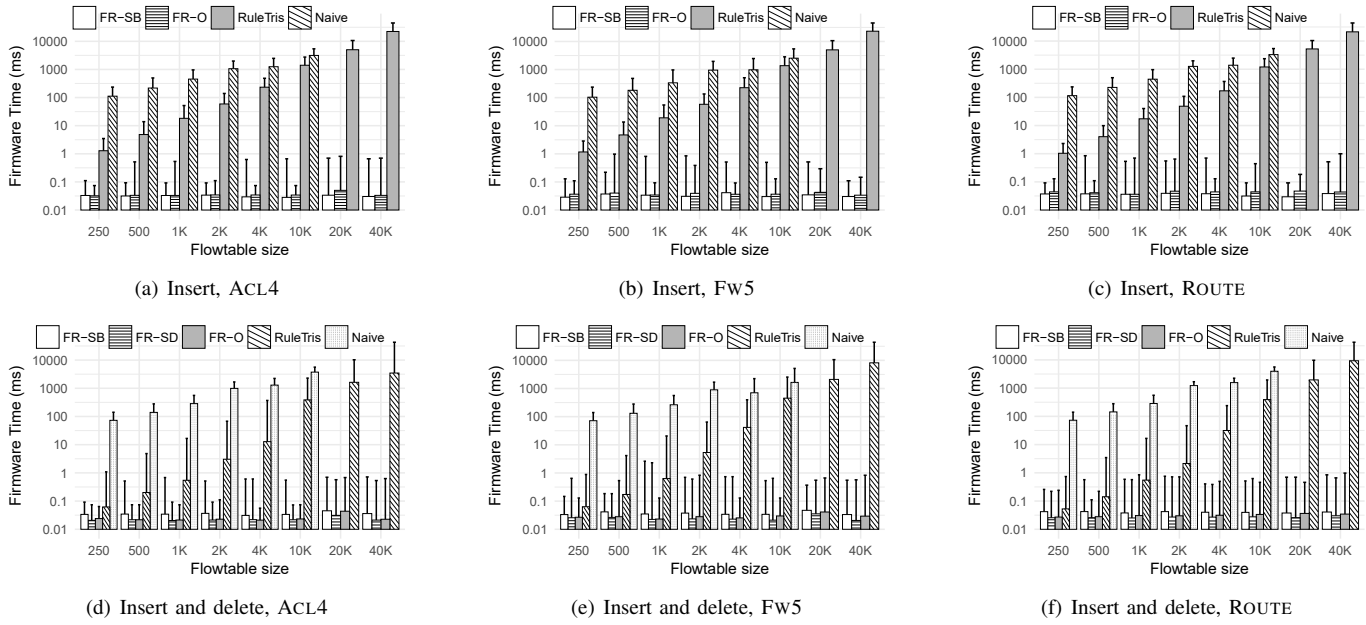 FR−SB FR−O RuleTris Naive
Firmware Time (ms)
10000
1000
100
10
1
0.1
0.01
250 500 1K 2K 4K 10K 20K 40K
Flowtable size
(a) Insert, ACL4
FR−SB FR−O RuleTris Naive
Firmware Time (ms)
10000
1000
100
10
1
0.1
0.01
250 500 1K 2K 4K 10K 20K 40K
Flowtable size
(b) Insert, FW5
FR−SB FR−O RuleTris Naive
Firmware Time (ms)
10000
1000
100
10
1
0.1
0.01
250 500 1K 2K 4K 10K 20K 40K
Flowtable size
(c) Insert, ROUTE
FR−SB FR−SD FR−O RuleTris Naive
Firmware Time (ms)
10000
1000
100
10
1
0.1
0.01
250 500 1K 2K 4K 10K 20K 40K
Flowtable size
(d) Insert and delete, ACL4
FR−SB FR−SD FR−O RuleTris Naive
Firmware Time (ms)
10000
1000
100
10
1
0.1
0.01
250 500 1K 2K 4K 10K 20K 40K
Flowtable size
(e) Insert and delete, FW5
FR−SB FR−SD FR−O RuleTris Naive
Firmware Time (ms)
10000
1000
100
10
1
0.1
0.01
250 500 1K 2K 4K 10K 20K 40K
Flowtable size
(f) Insert and delete, ROUTE